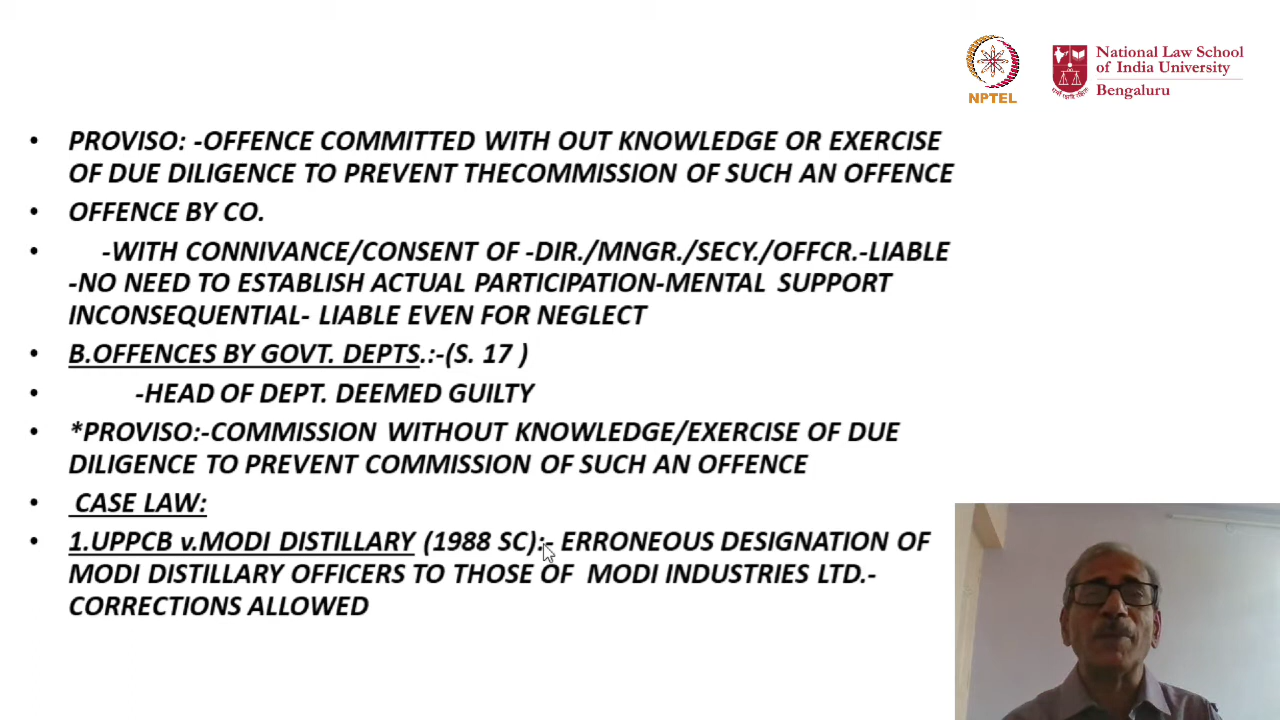 NPTEL
National Law School
of India University
Bengaluru
• PROVISO: -OFFENCE COMMITTED WITH OUT KNOWLEDGE OR EXERCISE
OF DUE DILIGENCE TO PREVENT THECOMMISSION OF SUCH AN OFFENCE
• OFFENCE BY CO.
• -WITH CONNIVANCE/CONSENT OF -DIR./MNGR./SECY./OFFCR.-LIABLE
-NO NEED TO ESTABLISH ACTUAL PARTICIPATION-MENTAL SUPPORT
INCONSEQUENTIAL- LIABLE EVEN FOR NEGLECT
• B.OFFENCES BY GOVT. DEPTS.:-(S. 17 )
• -HEAD OF DEPT. DEEMED GUILTY
• *PROVISO:-COMMISSION WITHOUT KNOWLEDGE/EXERCISE OF DUE
DILIGENCE TO PREVENT COMMISSION OF SUCH AN OFFENCE
• CASE LAW:
• 1.UPPCB v.MODI DISTILLARY (1988 SC):- ERRONEOUS DESIGNATION OF
MODI DISTILLARY OFFICERS TO THOSE OF MODI INDUSTRIES LTD.-
CORRECTIONS ALLOWED